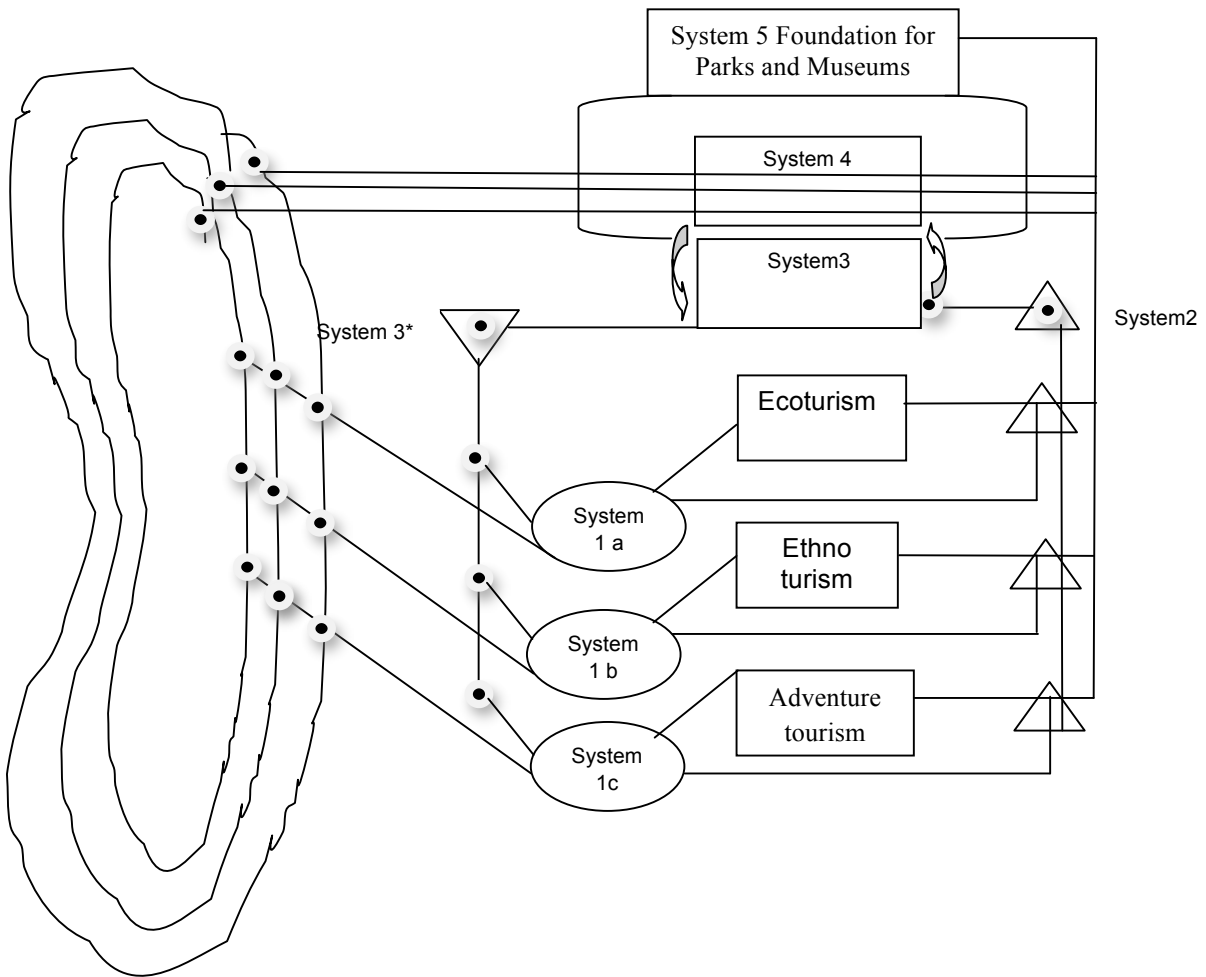 System 5 Foundation for
Parks and Museums
System 4
System3
System 3*
System2
Ecoturism
System
1 a
Ethno
turism
System
1 b
Adventure
tourism
System
1c